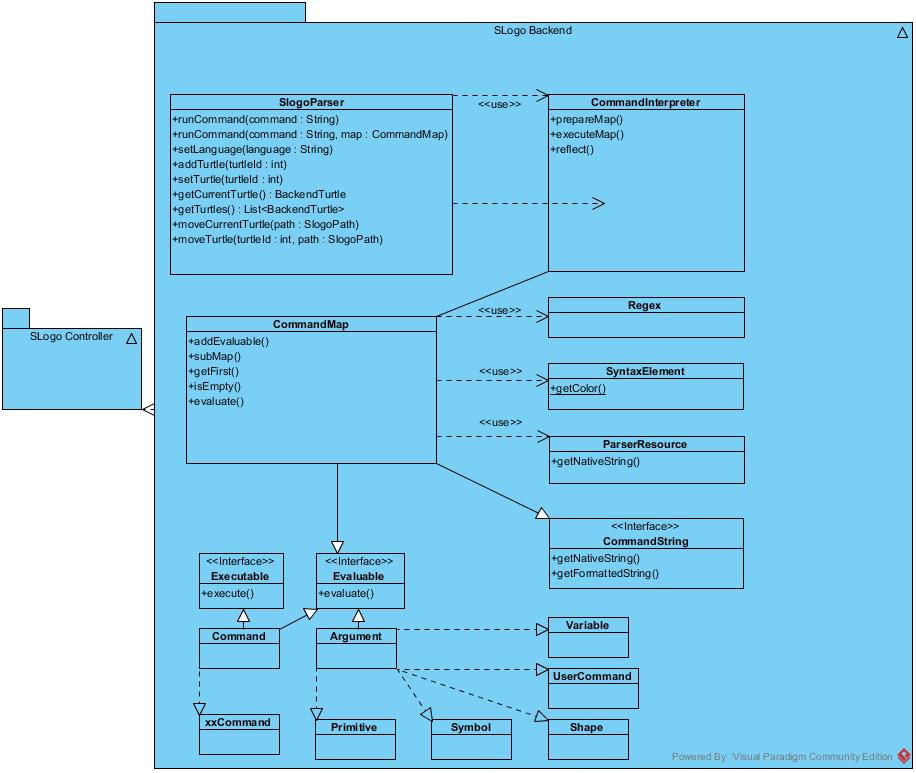 SLogo Backend
SlogoParser
+runCommand(command : String)
+runCommand(command : String, map : CommandMap)
+setLanguage(language : String)
+addTurtle(turtleId : int)
+setTurtle(turtleId : int)
+getCurrentTurtle() : BackendTurtle
+getTurtles() : List<BackendTurtle>
+moveCurrentTurtle(path : SlogoPath)
+moveTurtle(turtleId : int, path : SlogoPath)
<<use>>
CommandInterpreter
+prepareMap()
+executeMap()
+reflect()
SLogo Controller
CommandMap
+addEvaluable()
+subMap()
+getFirst()
+isEmpty()
+evaluate()
<<use>>
Regex
<<use>>
SyntaxElement
+getColor()
<<use>>
ParserResource
+getNativeString()
<<Interface>>
CommandString
+getNativeString()
+getFormattedString()
<<Interface>>
Executable
+execute()
<<Interface>>
Evaluable
+evaluate()
Command
Argument
Variable
UserCommand
xxCommand
Primitive
Symbol
Shape
Powered By Visual Paradigm Community Edition